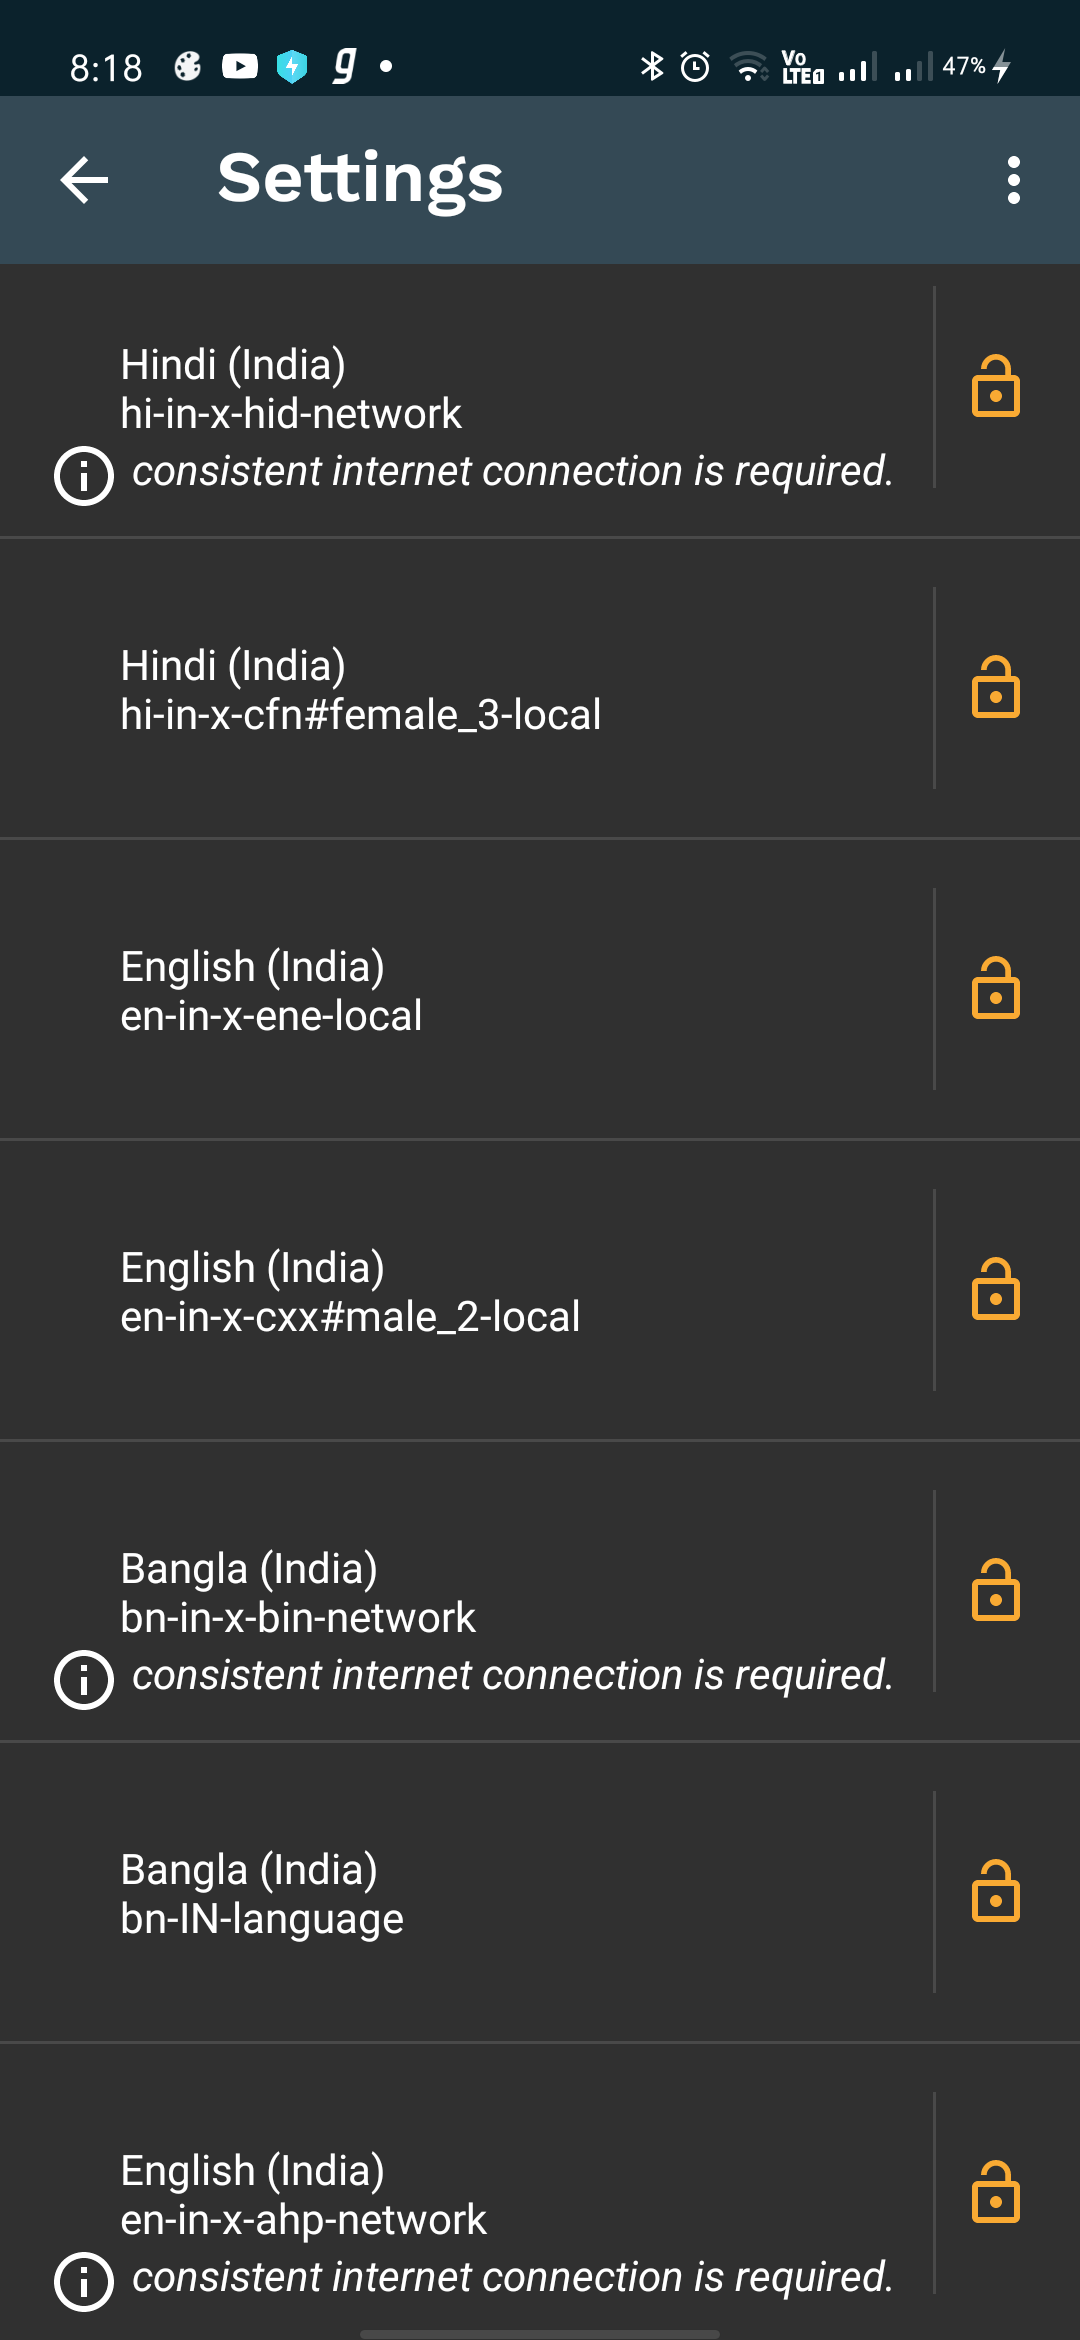 8:18 g Vo LTE 1 47%
Settings
Hindi (India)
hi-in-x-hid-network
consistent internet connection is required.
Hindi (India)
hi-in-x-cfn#female_3-local
English (India)
en-in-x-ene-local
English (India)
en-in-x-cxx#male_2-local
Bangla (India)
bn-in-x-bin-network
consistent internet connection is required.
Bangla (India)
bn-IN-language
English (India)
en-in-x-ahp-network
consistent internet connection is required.